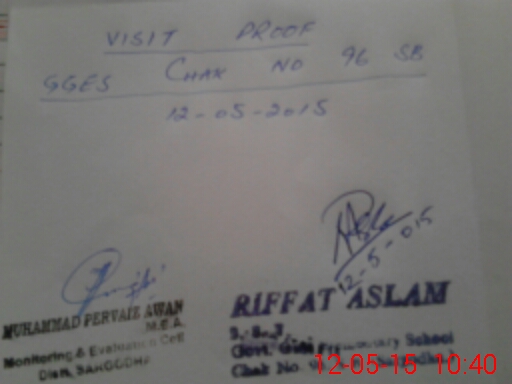 VISIT PROOF
GGES CHAK NO 96 SB
12-05-2015
12-5-015
MUHAMMAD PERVAIZ AWAN
M.E.A.
Monitoring & Evaluation Cell
Distt. SARGODHA
RIFFAT ASLAM
Govt. Girls Elementary School
Chak No
12-05-15 10:40